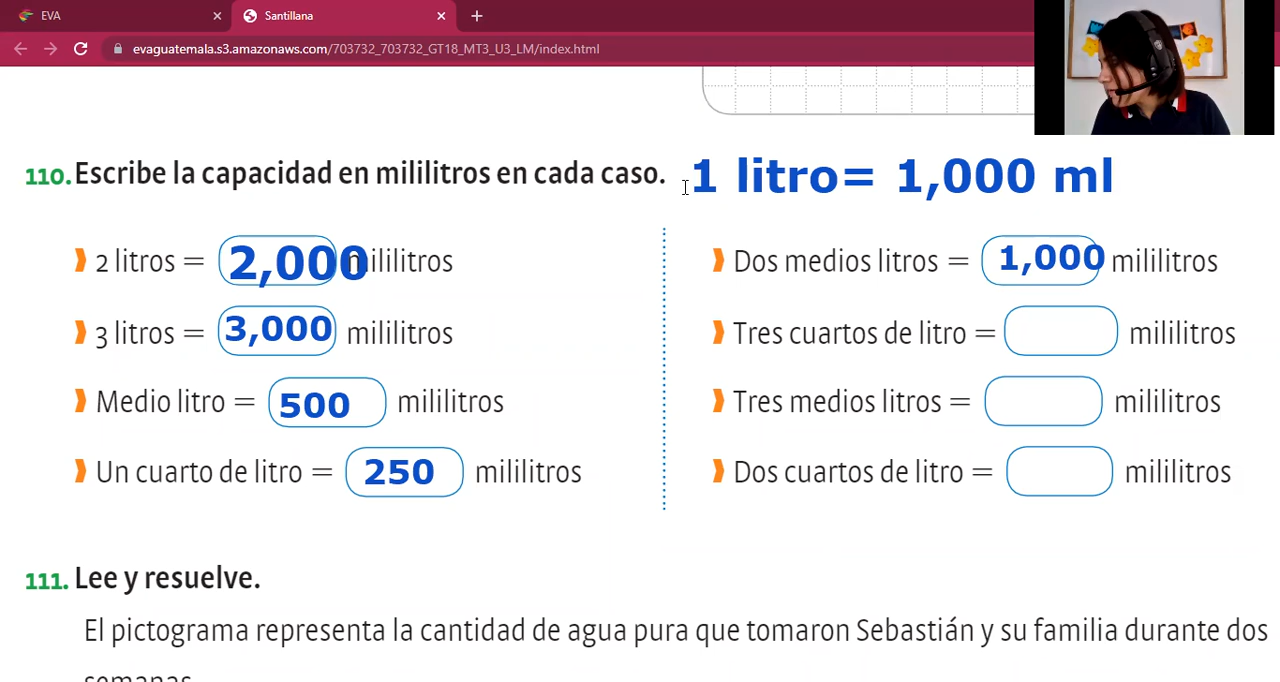 EVA
Santillana
evaguatemala.s3.amazonaws.com/703732_703732_GT18_MT3_U3_LM/index.html
110. Escribe la capacidad en mililitros en cada caso. 1 litro= 1,000 ml
2 litros = 2,000 mililitros
3 litros = 3,000 mililitros
Medio litro = 500 mililitros
Un cuarto de litro = 250 mililitros
Dos medios litros = 1,000 mililitros
Tres cuartos de litro = mililitros
Tres medios litros = mililitros
Dos cuartos de litro = mililitros
111. Lee y resuelve.
El pictograma representa la cantidad de agua pura que tomaron Sebastián y su familia durante dos
semanas